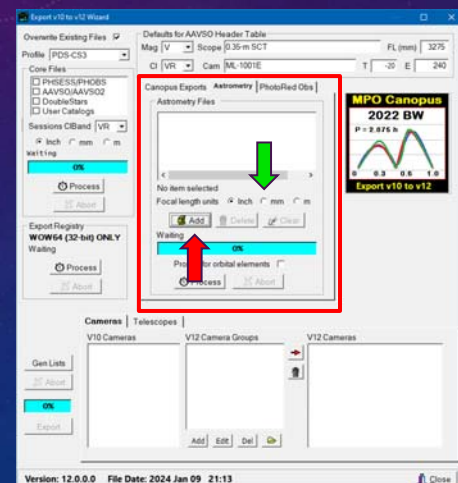 Export v10 to v12 Wizard
Overwrite Existing Files
Profile PDS-CS3
Core Files
PHSESS/PHOBS
AAVSO/AAVSO2
DoubleStars
User Catalogs
Sessions CIBand VR
Inch mm m
Waiting
0%
Process
Abort
Export Registry
WOW64 (32-bit) ONLY
Waiting
Process
Abort
Defaults for AAVSO Header Table
Mag V Scope 0.35-m SCT FL (mm) 3275
CI VR Cam ML-1001E T -20 E 240
Canopus Exports Astrometry PhotoRed Obs
Astrometry Files
No item selected
Focal length units Inch mm m
Add Delete Clear
Waiting
0%
for orbital elements
Process Abort
MPO Canopus
2022 BW
P = 2.875 h
0 0.3 0.5 1.0
Export v10 to v12
Cameras Telescopes
V10 Cameras V12 Camera Groups V12 Cameras
Gen Lists
Abort
0%
Export
Add Edit Del
Version: 12.0.0.0 File Date: 2024 Jan 09 21:13
Close